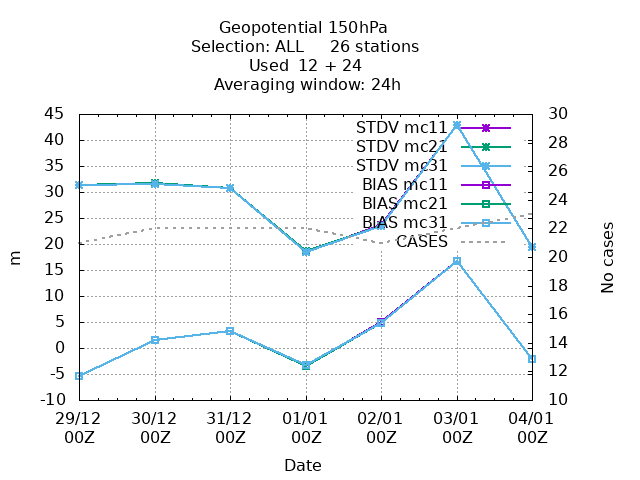 Geopotential 150hPa
Selection: ALL 26 stations
Used 12 + 24
Averaging window: 24h
45 30
40 28
35 26
30 24
25 22
20 20
15 18
10 16
5 14
0 12
-5 10
-10
m
No cases
STDV mc11
STDV mc21
STDV mc31
BIAS mc11
BIAS mc21
BIAS mc31
CASES
29/12 30/12 31/12 01/01 02/01 03/01 04/01
00Z 00Z 00Z 00Z 00Z 00Z 00Z
Date